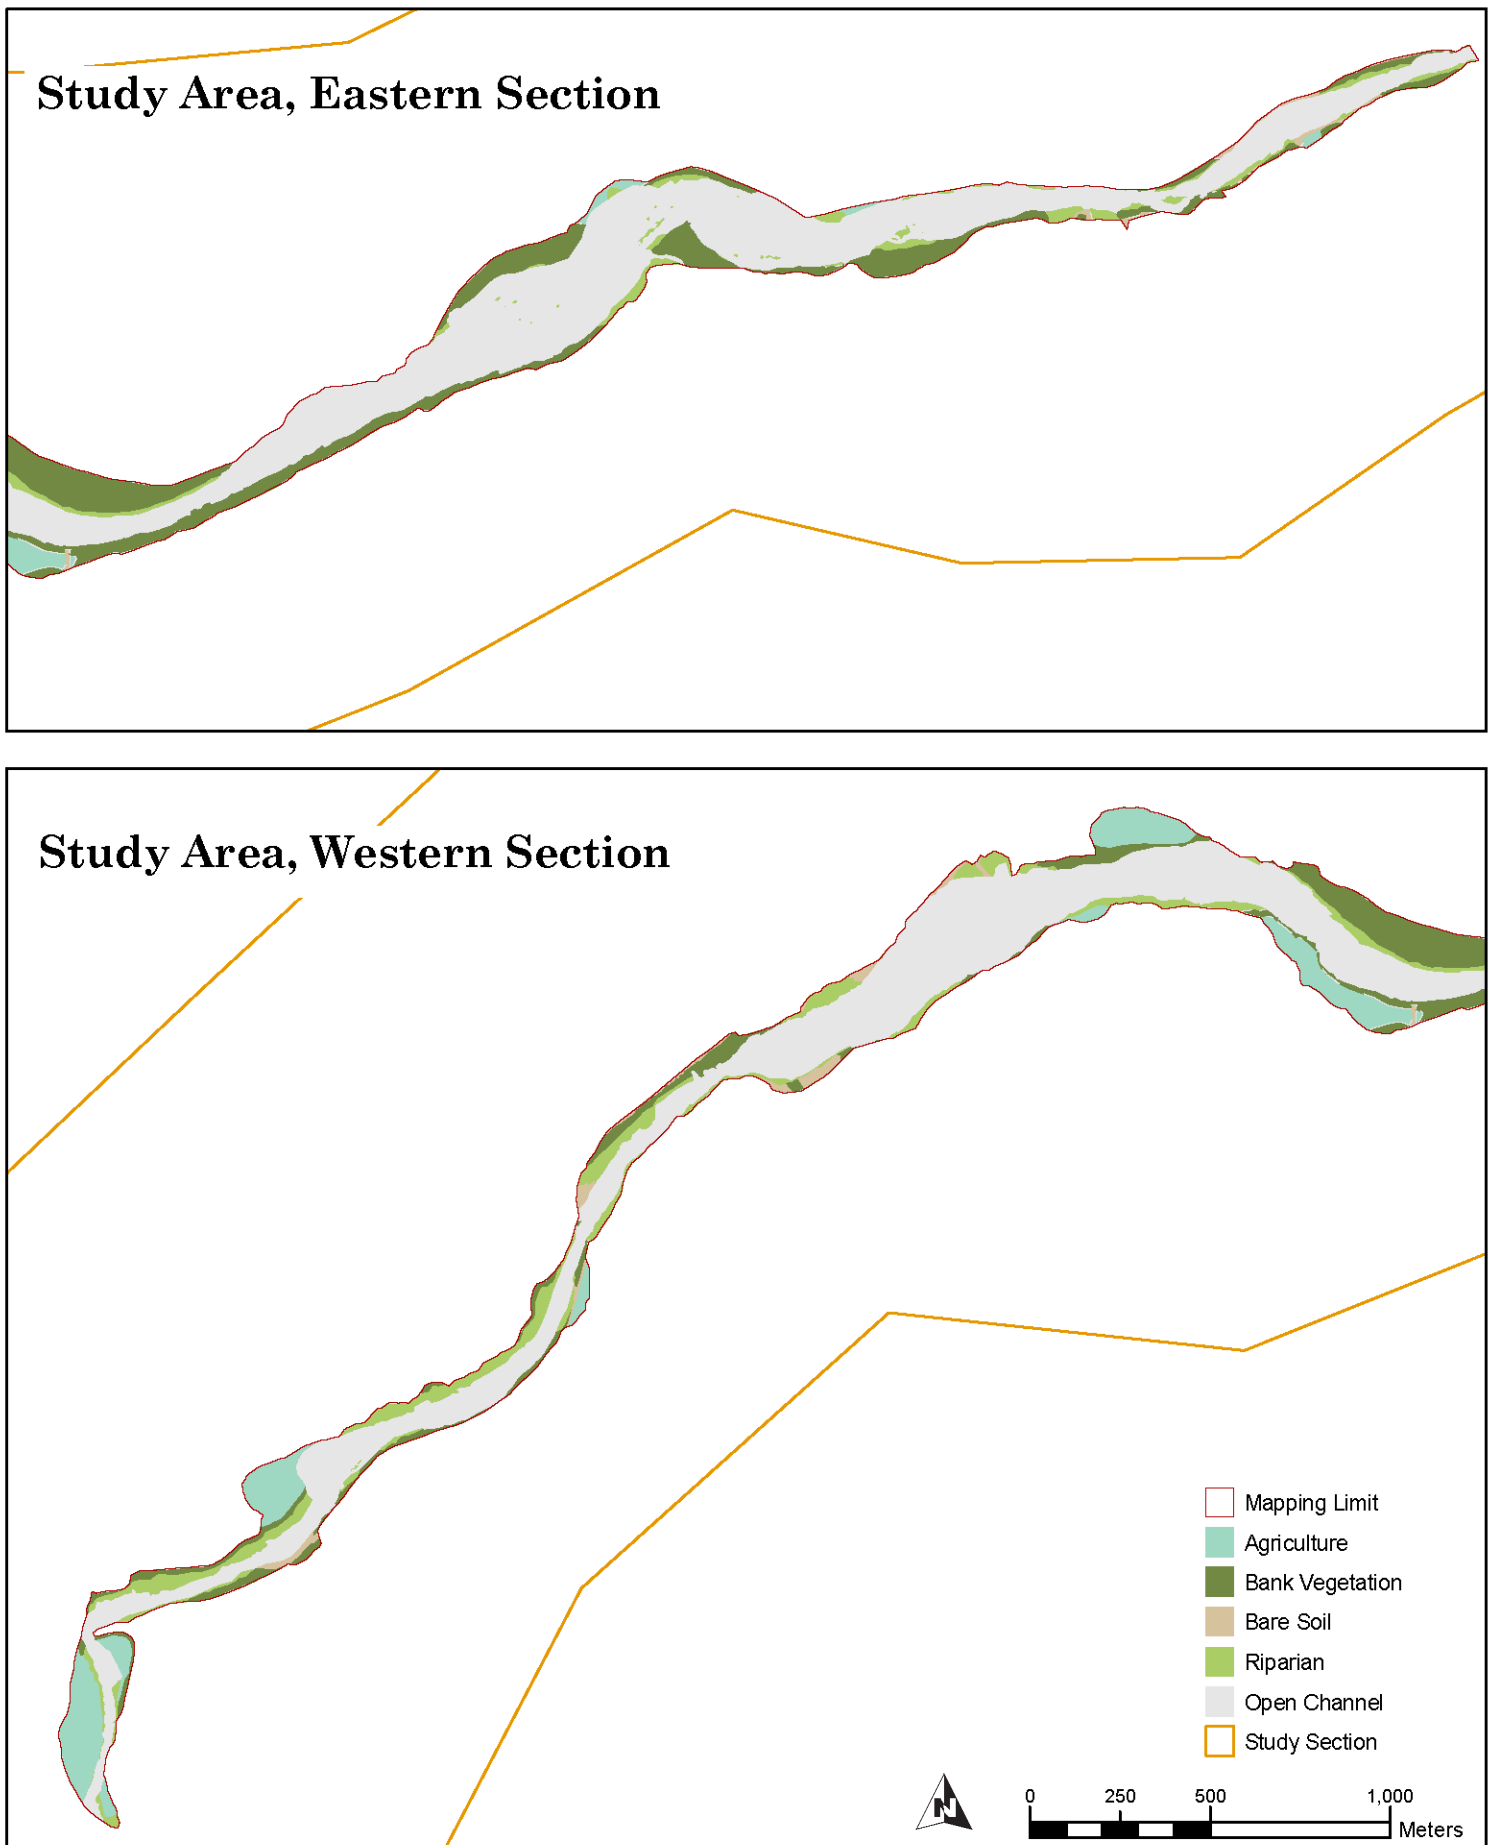 Study Area, Eastern Section
Study Area, Western Section
Mapping Limit
Agriculture
Bank Vegetation
Bare Soil
Riparian
Open Channel
Study Section
N
0 250 500 1,000
Meters